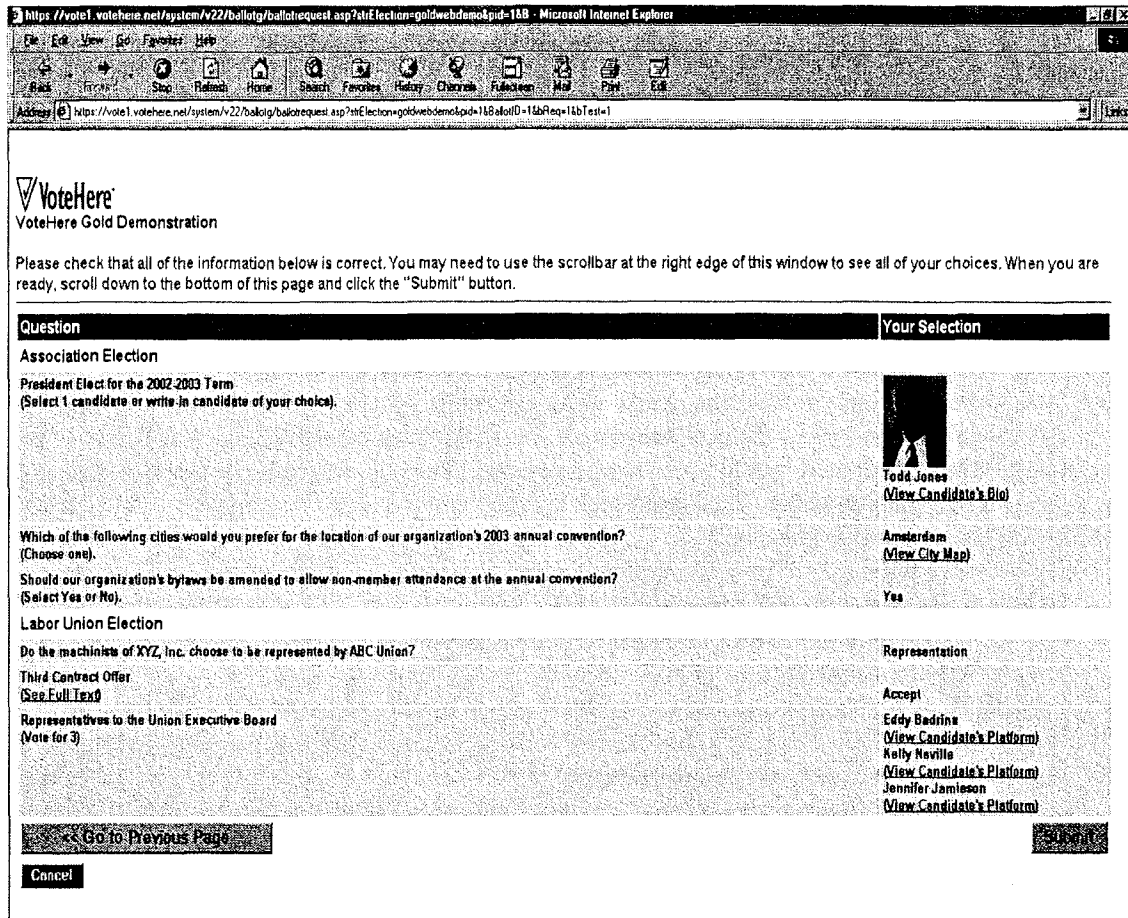 https://vote1.votehere.net/system/v22/ballotg/ballotrequest.asp?strElection=goldwebdemo&pid=1&B - Microsoft Internet Explorer
File Edit View Go Favorites Help
Back Forward Stop Refresh Home Search Favorites History Channels Fullscreen Mail Print Edit
Address https://vote1.votehere.net/system/v22/ballotg/ballotrequest.asp?strElection=goldwebdemo&pid=1&BallotID=1&bReq=1&bTest=1 Links
VoteHere
VoteHere Gold Demonstration
Please check that all of the information below is correct. You may need to use the scrollbar at the right edge of this window to see all of your choices. When you are
ready, scroll down to the bottom of this page and click the "Submit" button.
Question Your Selection
Association Election
President Elect for the 2002-2003 Term
(Select 1 candidate or write-in candidate of your choice).
Todd Jones
(View Candidate's Bio)
Which of the following cities would you prefer for the location of our organization's 2003 annual convention? Amsterdam
(Choose one). (View City Map)
Should our organization's bylaws be amended to allow non-member attendance at the annual convention?
(Select Yes or No). Yes
Labor Union Election
Do the machinists of XYZ, Inc. choose to be represented by ABC Union? Representation
Third Contract Offer
(See Full Text) Accept
Representatives to the Union Executive Board Eddy Badrina
(Vote for 3) (View Candidate's Platform)
Kelly Neville
(View Candidate's Platform)
Jennifer Jamieson
(View Candidate's Platform)
<< Go to Previous Page Submit
Cancel